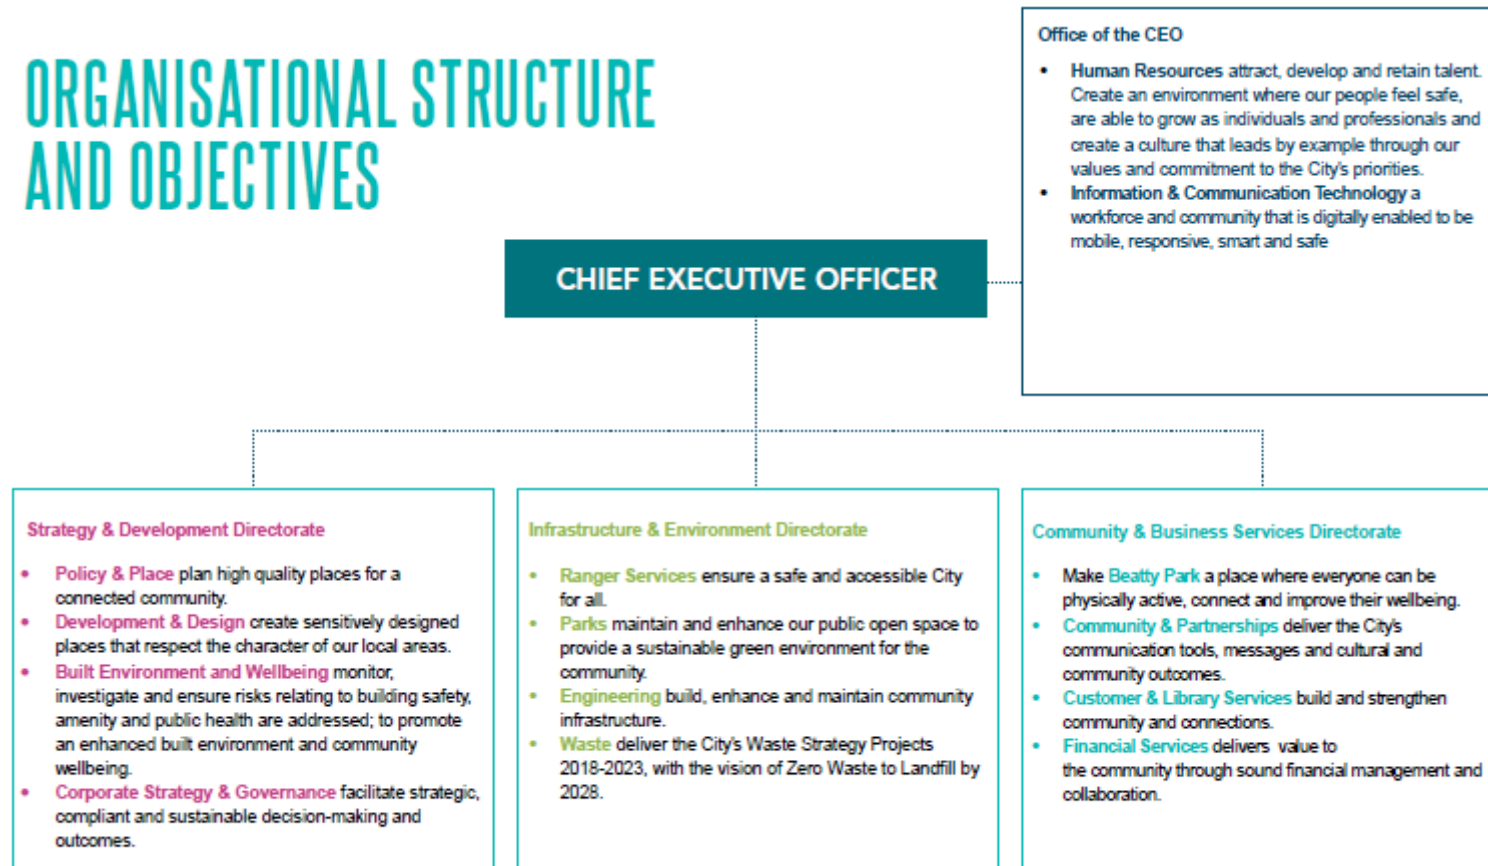 ORGANISATIONAL STRUCTURE
AND OBJECTIVES
Office of the CEO
• Human Resources attract, develop and retain talent.
Create an environment where our people feel safe,
are able to grow as individuals and professionals and
create a culture that leads by example through our
values and commitment to the City's priorities.
• Information & Communication Technology a
workforce and community that is digitally enabled to be
mobile, responsive, smart and safe
CHIEF EXECUTIVE OFFICER
Strategy & Development Directorate
• Policy & Place plan high quality places for a
connected community.
• Development & Design create sensitively designed
places that respect the character of our local areas.
• Built Environment and Wellbeing monitor,
investigate and ensure risks relating to building safety,
amenity and public health are addressed; to promote
an enhanced built environment and community
wellbeing.
• Corporate Strategy & Governance facilitate strategic,
compliant and sustainable decision-making and
outcomes.
Infrastructure & Environment Directorate
• Ranger Services ensure a safe and accessible City
for all.
• Parks maintain and enhance our public open space to
provide a sustainable green environment for the
community.
• Engineering build, enhance and maintain community
infrastructure.
• Waste deliver the City's Waste Strategy Projects
2018-2023, with the vision of Zero Waste to Landfill by
2028.
Community & Business Services Directorate
• Make Beatty Park a place where everyone can be
physically active, connect and improve their wellbeing.
• Community & Partnerships deliver the City's
communication tools, messages and cultural and
community outcomes.
• Customer & Library Services build and strengthen
community and connections.
• Financial Services delivers value to
the community through sound financial management and
collaboration.